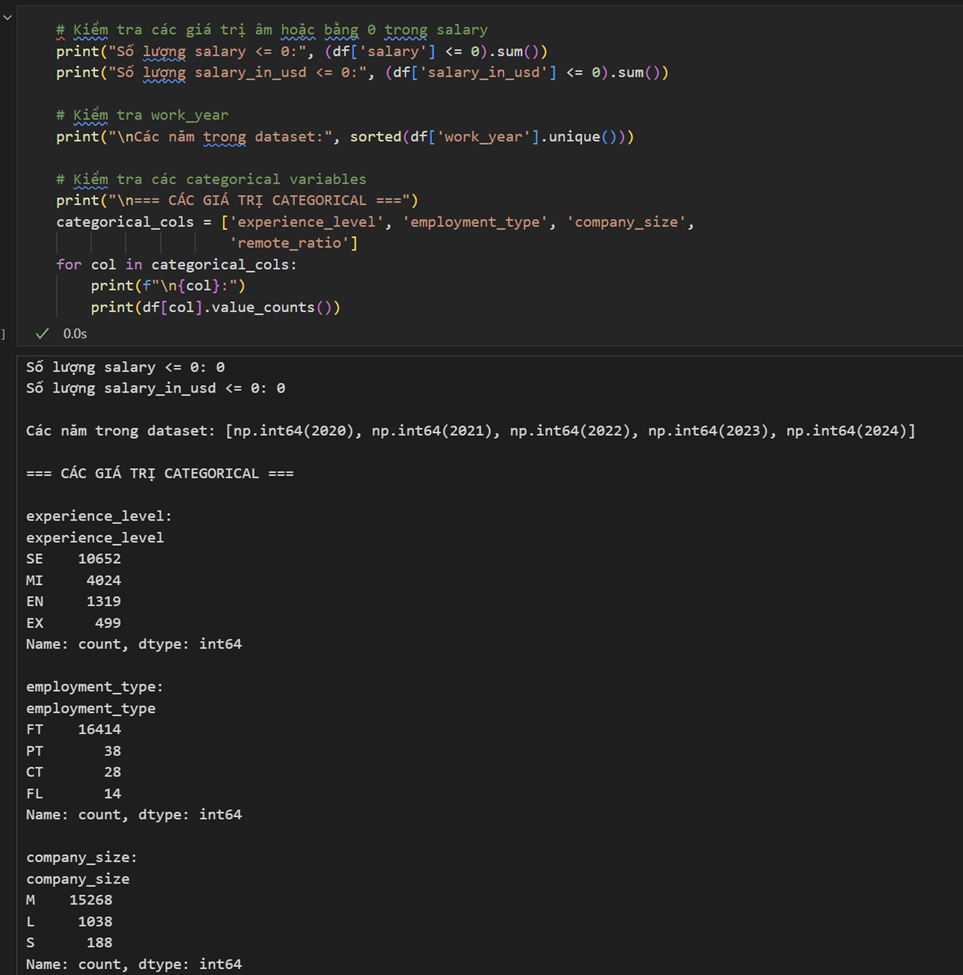 # Kiểm tra các giá trị âm hoặc bằng 0 trong salary
print("Số lượng salary <= 0:", (df['salary'] <= 0).sum())
print("Số lượng salary_in_usd <= 0:", (df['salary_in_usd'] <= 0).sum())

# Kiểm tra work_year
print("\nCác năm trong dataset:", sorted(df['work_year'].unique()))

# Kiểm tra các categorical variables
print("\n=== CÁC GIÁ TRỊ CATEGORICAL ===")
categorical_cols = ['experience_level', 'employment_type', 'company_size',
                    'remote_ratio']
for col in categorical_cols:
    print(f"\n{col}:")
    print(df[col].value_counts())
] 0.0s
Số lượng salary <= 0: 0
Số lượng salary_in_usd <= 0: 0

Các năm trong dataset: [np.int64(2020), np.int64(2021), np.int64(2022), np.int64(2023), np.int64(2024)]

=== CÁC GIÁ TRỊ CATEGORICAL ===

experience_level:
experience_level
SE    10652
MI     4024
EN     1319
EX      499
Name: count, dtype: int64

employment_type:
employment_type
FT    16414
PT       38
CT       28
FL       14
Name: count, dtype: int64

company_size:
company_size
M    15268
L     1038
S      188
Name: count, dtype: int64